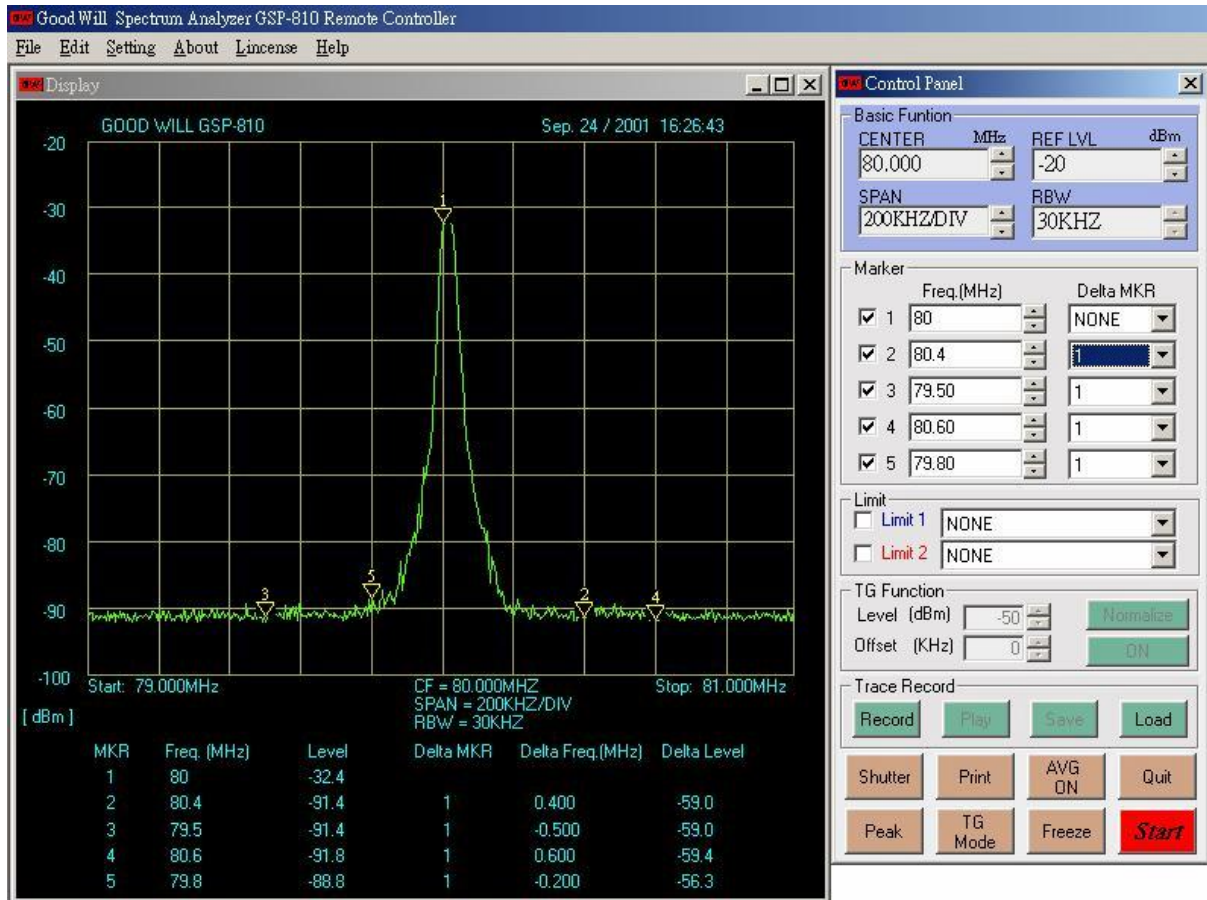 Good Will Spectrum Analyzer GSP-810 Remote Controller
File Edit Setting About Lincense Help
Display
GOOD WILL GSP-810 Sep. 24 / 2001 16:26:43
-20
-30
-40
-50
-60
-70
-80
-90
-100
[ dBm ]
1
3
5
2
4
Start: 79.000MHz CF = 80.000MHZ Stop: 81.000MHz
SPAN = 200KHZ/DIV
RBW = 30KHZ
MKR Freq. (MHz) Level Delta MKR Delta Freq.(MHz) Delta Level
1 80 -32.4
2 80.4 -91.4 1 0.400 -59.0
3 79.5 -91.4 1 -0.500 -59.0
4 80.6 -91.8 1 0.600 -59.4
5 79.8 -88.8 1 -0.200 -56.3
Control Panel
Basic Funtion
CENTER MHz REF LVL dBm
80.000 -20
SPAN RBW
200KHZ/DIV 30KHZ
Marker
Freq.(MHz) Delta MKR
1 80 NONE
2 80.4 1
3 79.50 1
4 80.60 1
5 79.80 1
Limit
Limit 1 NONE
Limit 2 NONE
TG Function
Level (dBm) -50 Normalize
Offset (KHz) 0 ON
Trace Record
Record Play Save Load
Shutter Print AVG ON Quit
Peak TG Mode Freeze Start